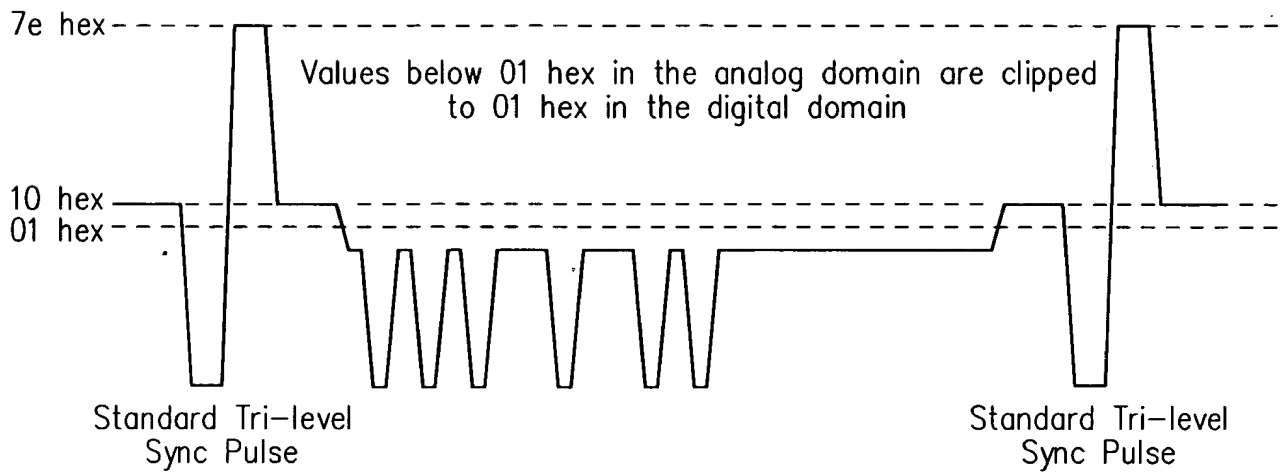 7e hex
Values below 01 hex in the analog domain are clipped
to 01 hex in the digital domain
10 hex
01 hex
Standard Tri-level
Sync Pulse
Standard Tri-level
Sync Pulse